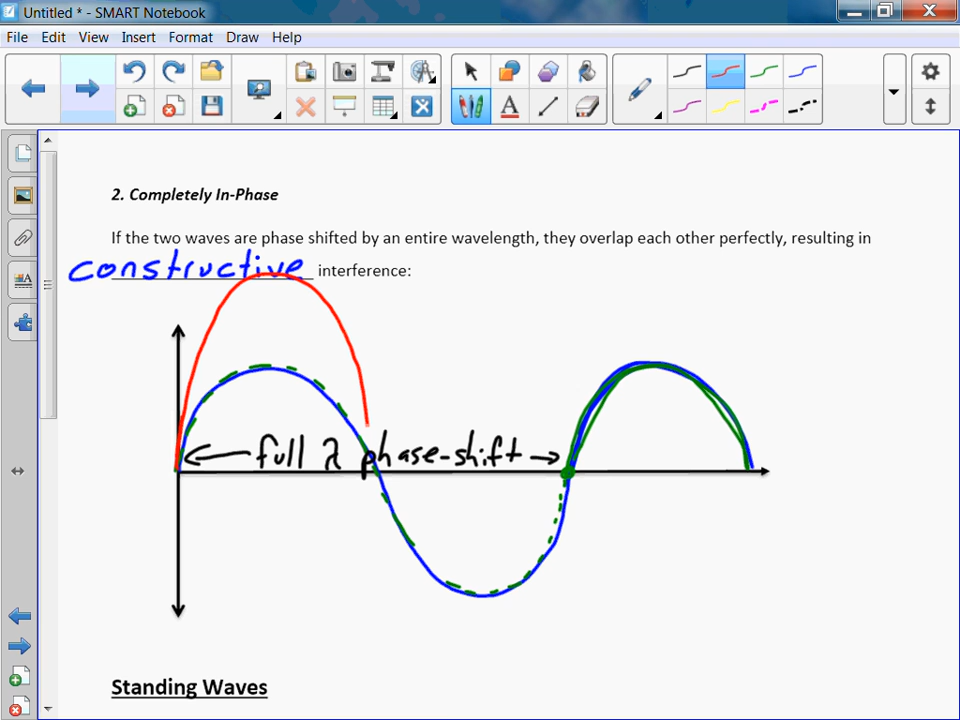 Untitled * - SMART Notebook
File Edit View Insert Format Draw Help
2. Completely In-Phase
If the two waves are phase shifted by an entire wavelength, they overlap each other perfectly, resulting in
constructive interference:
full λ phase-shift
Standing Waves